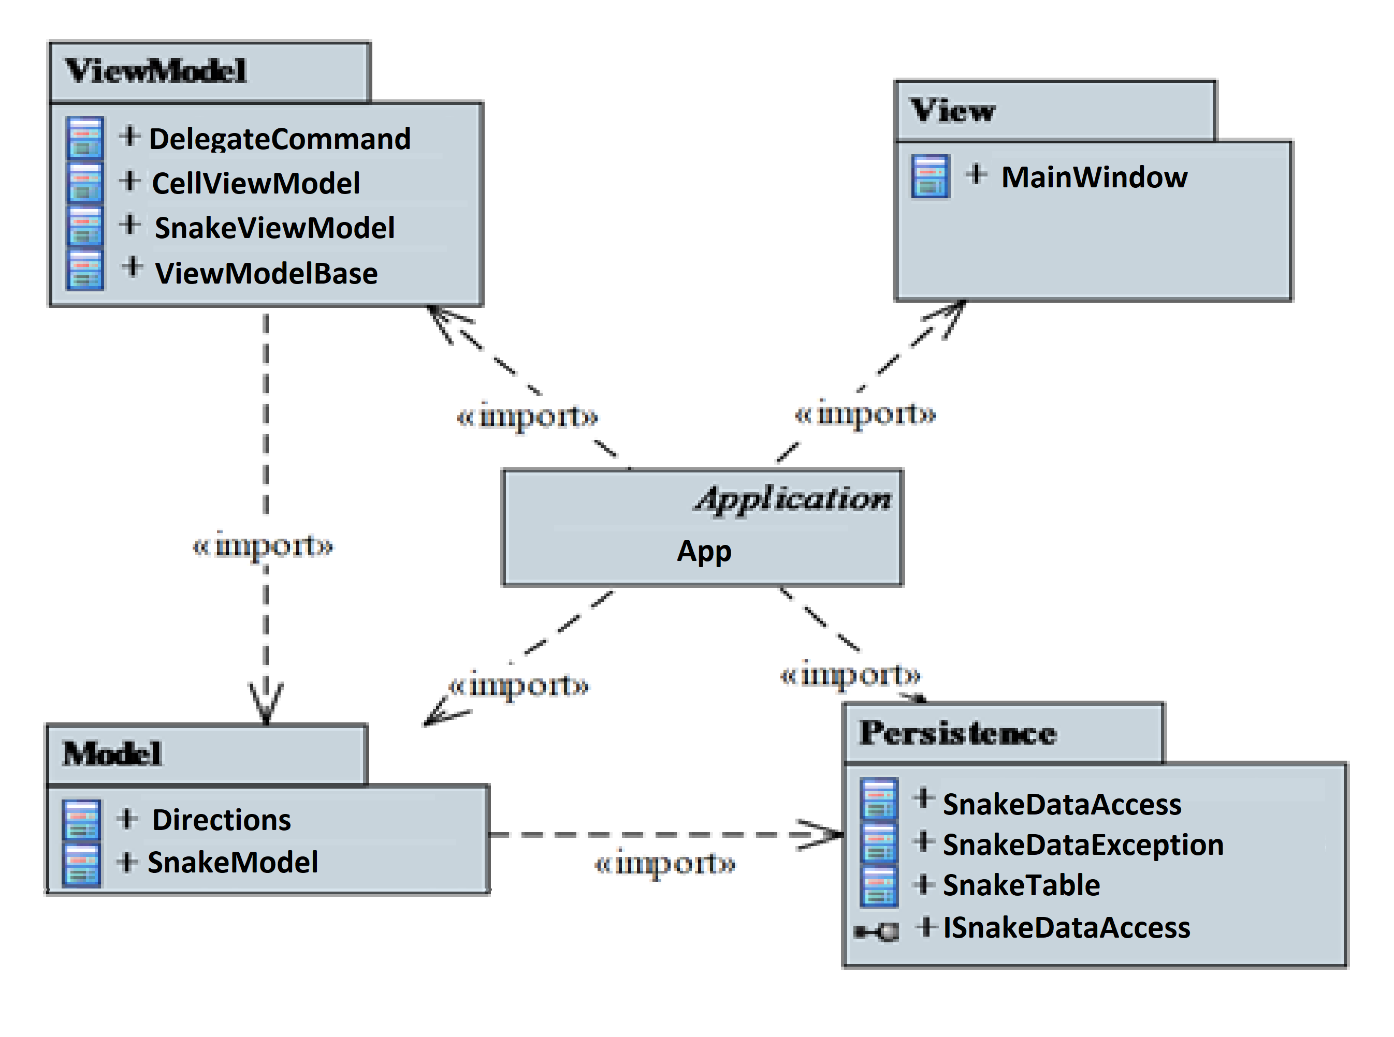 ViewModel
+ DelegateCommand
+ CellViewModel
+ SnakeViewModel
+ ViewModelBase
View
+ MainWindow
«import»
«import»
Application
App
«import»
«import»
«import»
Model
+ Directions
+ SnakeModel
«import»
Persistence
+ SnakeDataAccess
+ SnakeDataException
+ SnakeTable
+ ISnakeDataAccess